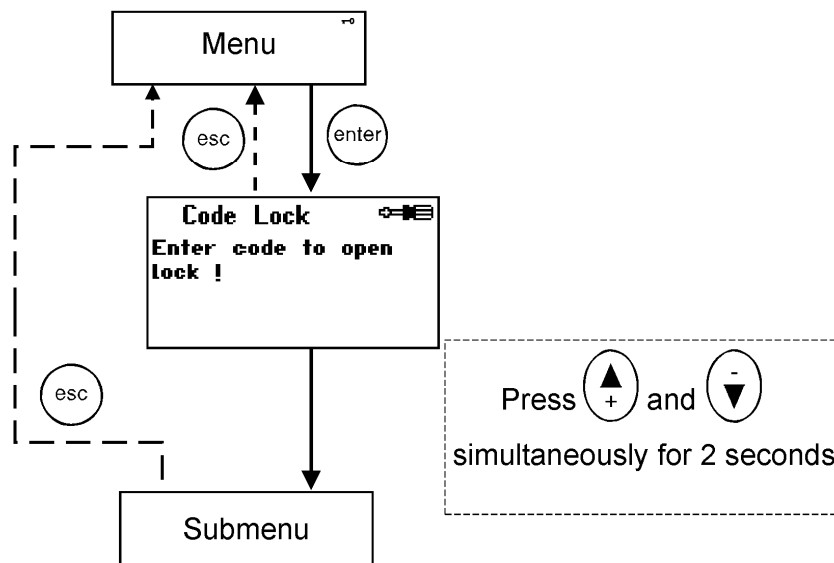 Menu
esc
enter
Code Lock
Enter code to open
lock !
esc
Press ▲ + and - ▼
simultaneously for 2 seconds
Submenu